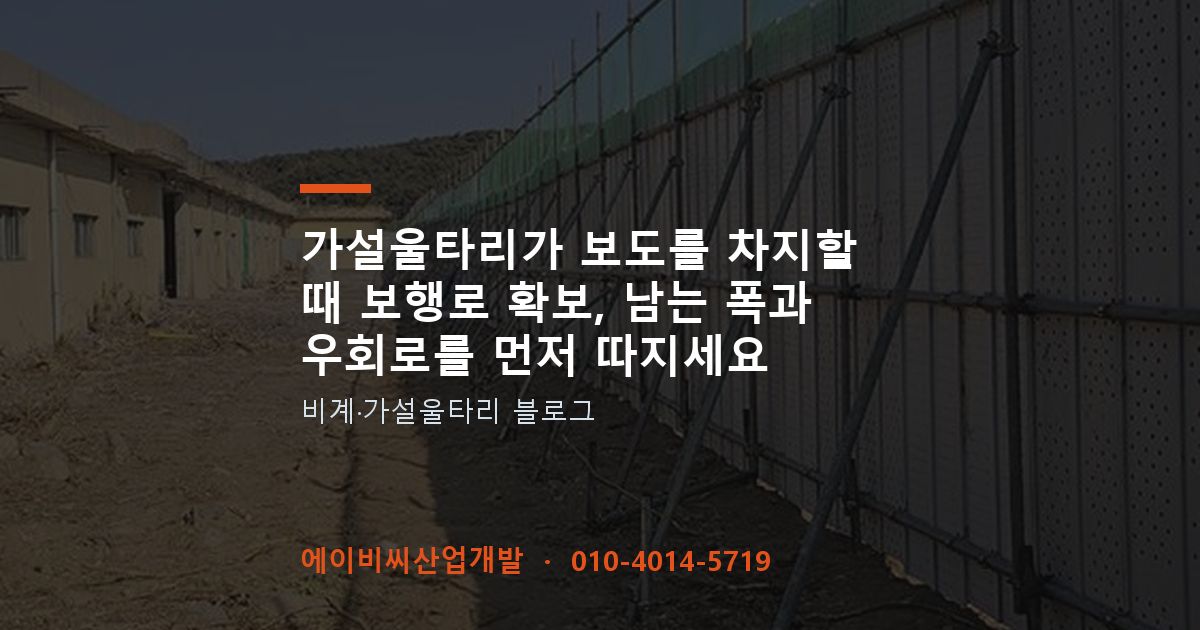 가설울타리가 보도를 차지할
때 보행로 확보, 남는 폭과
우회로를 먼저 따지세요
비계·가설울타리 블로그
에이비씨산업개발 · 010-4014-5719